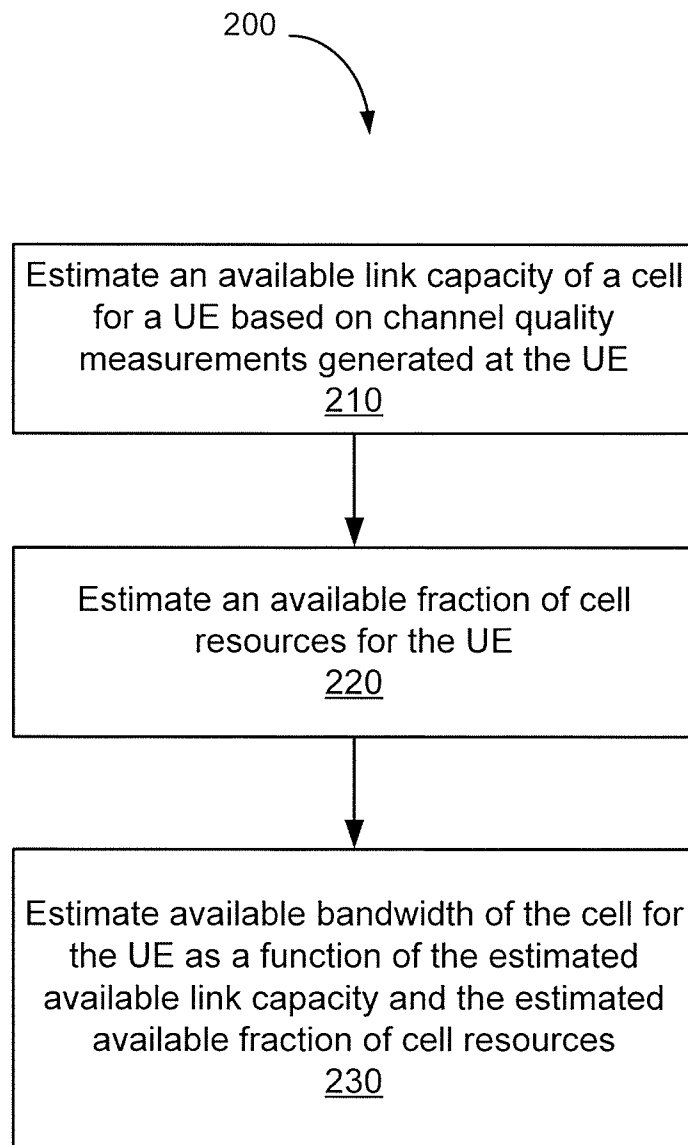 200
Estimate an available link capacity of a cell
for a UE based on channel quality
measurements generated at the UE
210
Estimate an available fraction of cell
resources for the UE
220
Estimate available bandwidth of the cell for
the UE as a function of the estimated
available link capacity and the estimated
available fraction of cell resources
230